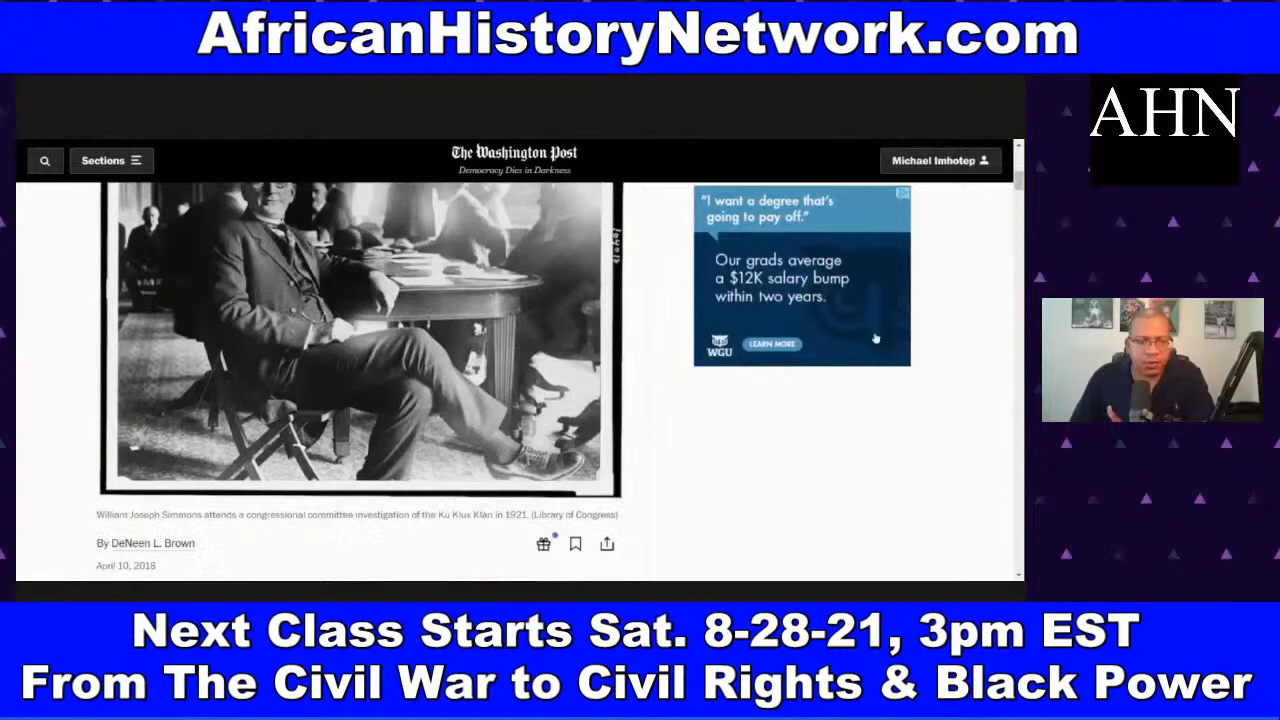 AfricanHistoryNetwork.com
AHN
Sections
The Washington Post
Democracy Dies in Darkness
Michael Imhotep
"I want a degree that's
going to pay off."
Our grads average
a $12K salary bump
within two years.
WGU
LEARN MORE
William Joseph Simmons attends a congressional committee investigation of the Ku Klux Klan in 1921. (Library of Congress)
By DeNeen L. Brown
April 10, 2018
Next Class Starts Sat. 8-28-21, 3pm EST
From The Civil War to Civil Rights & Black Power